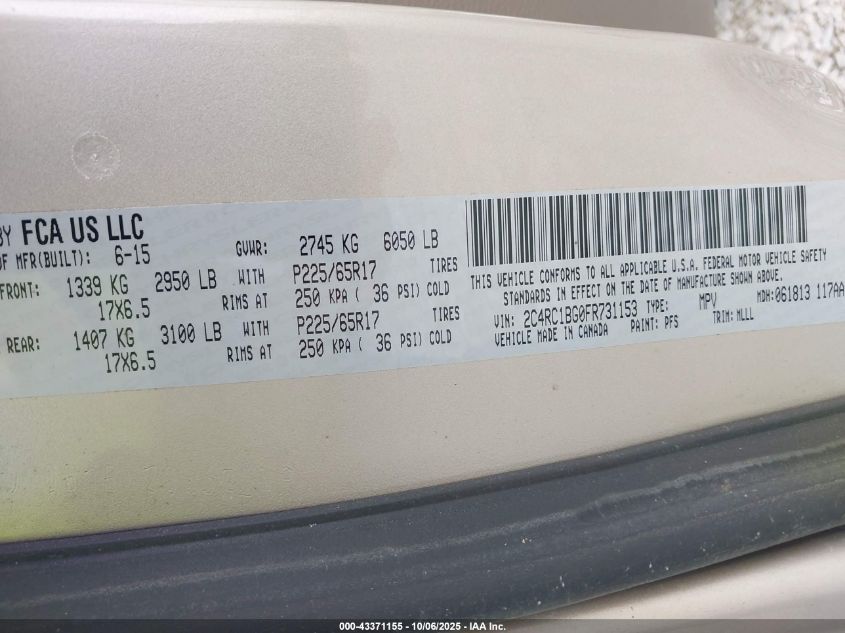 BY FCA US LLC
OF MFR(BUILT): 6-15 GVWR: 2745 KG 6050 LB
FRONT: 1339 KG 2950 LB WITH P225/65R17 TIRES
17X6.5 RIMS AT 250 KPA ( 36 PSI) COLD
REAR: 1407 KG 3100 LB WITH P225/65R17 TIRES
17X6.5 RIMS AT 250 KPA ( 36 PSI) COLD
THIS VEHICLE CONFORMS TO ALL APPLICABLE U.S.A. FEDERAL MOTOR VEHICLE SAFETY
STANDARDS IN EFFECT ON THE DATE OF MANUFACTURE SHOWN ABOVE.
VIN: 2C4RC1BG0FR731153 TYPE: MPV MDH:061813 117AA
VEHICLE MADE IN CANADA PAINT: PFS TRIM: MLLL
000-43371155 - 10/06/2025 - IAA Inc.